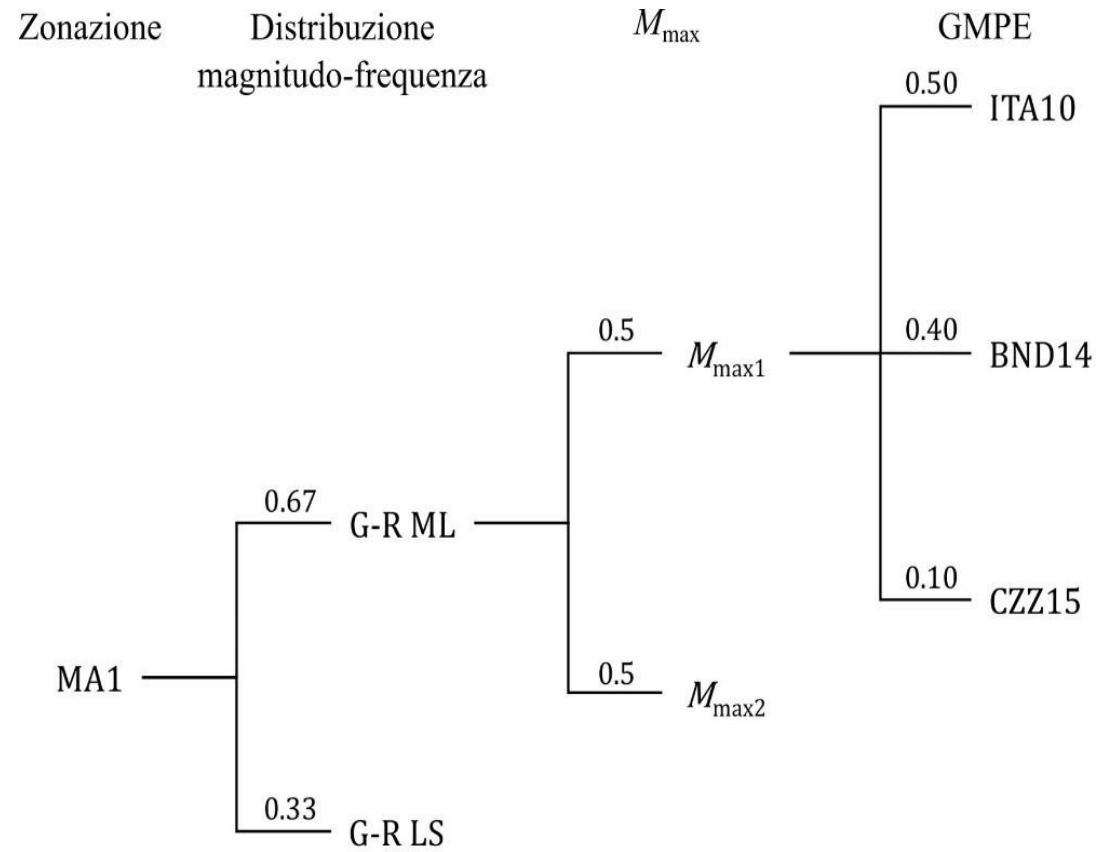 Zonazione
Distribuzione
magnitudo-frequenza
Mmax
GMPE
0.50
ITA10
0.5
Mmax1
0.40
BND14
0.67
G-R ML
0.10
CZZ15
MA1
0.5
Mmax2
0.33
G-R LS